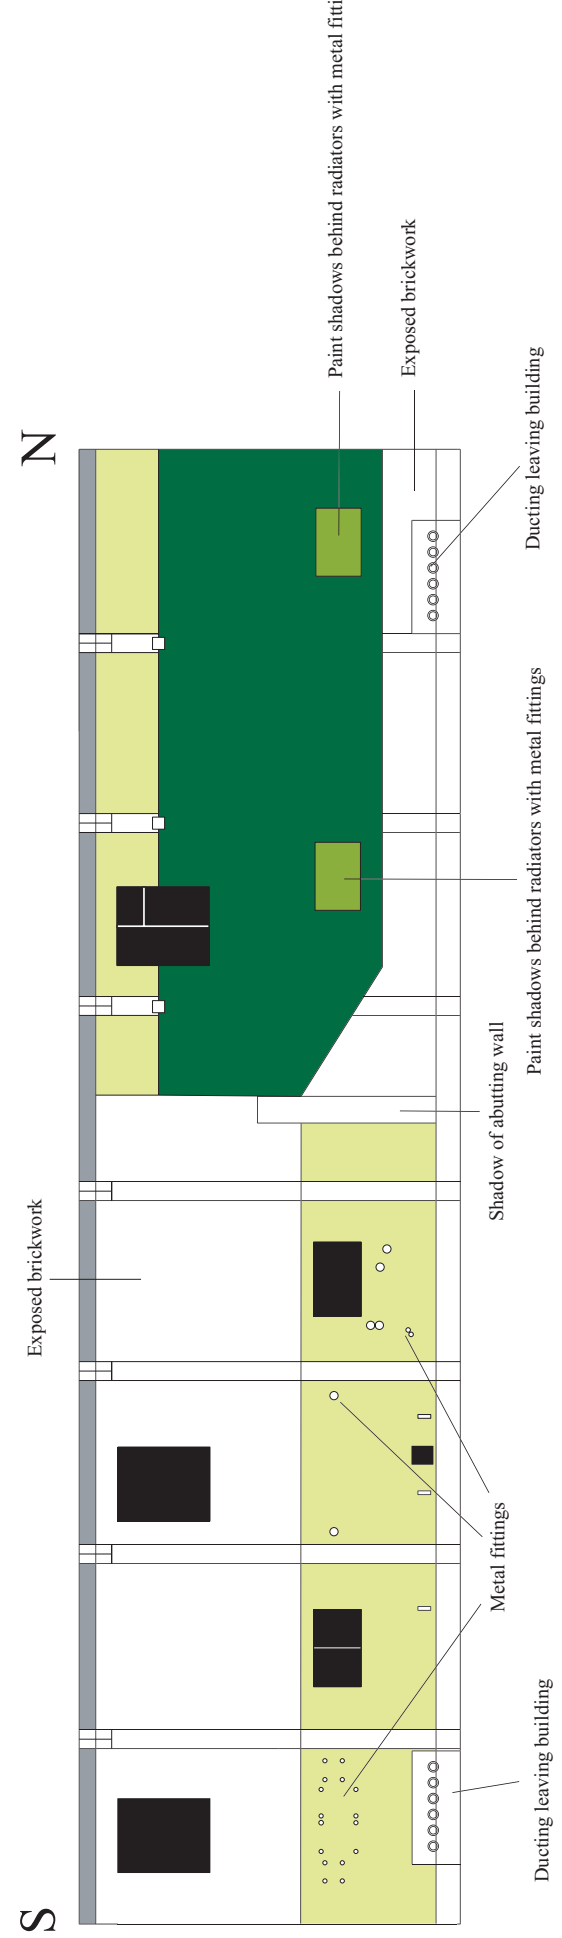 S
N
Exposed brickwork
Paint shadows behind radiators with metal
Exposed brickwork
Ducting leaving building
Paint shadows behind radiators with metal fittings
Shadow of abutting wall
Metal fittings
Ducting leaving building